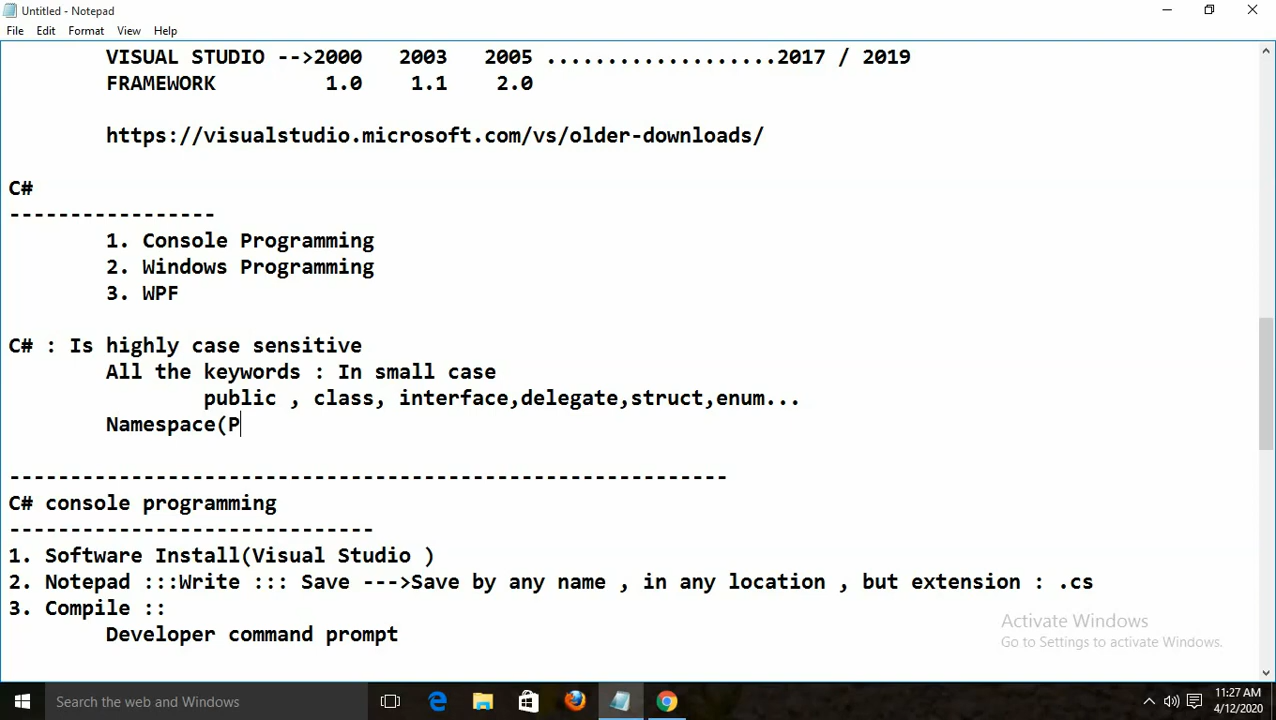 Untitled - Notepad
File Edit Format View Help
VISUAL STUDIO -->2000 2003 2005 ...................2017 / 2019
FRAMEWORK 1.0 1.1 2.0
https://visualstudio.microsoft.com/vs/older-downloads/
C#
-----------------
1. Console Programming
2. Windows Programming
3. WPF
C# : Is highly case sensitive
All the keywords : In small case
public , class, interface,delegate,struct,enum...
Namespace(P
-----------------------------------------------------------
C# console programming
------------------------------
1. Software Install(Visual Studio )
2. Notepad :::Write ::: Save --->Save by any name , in any location , but extension : .cs
3. Compile ::
Developer command prompt
Activate Windows
Go to Settings to activate Windows.
Search the web and Windows
11:27 AM
4/12/2020